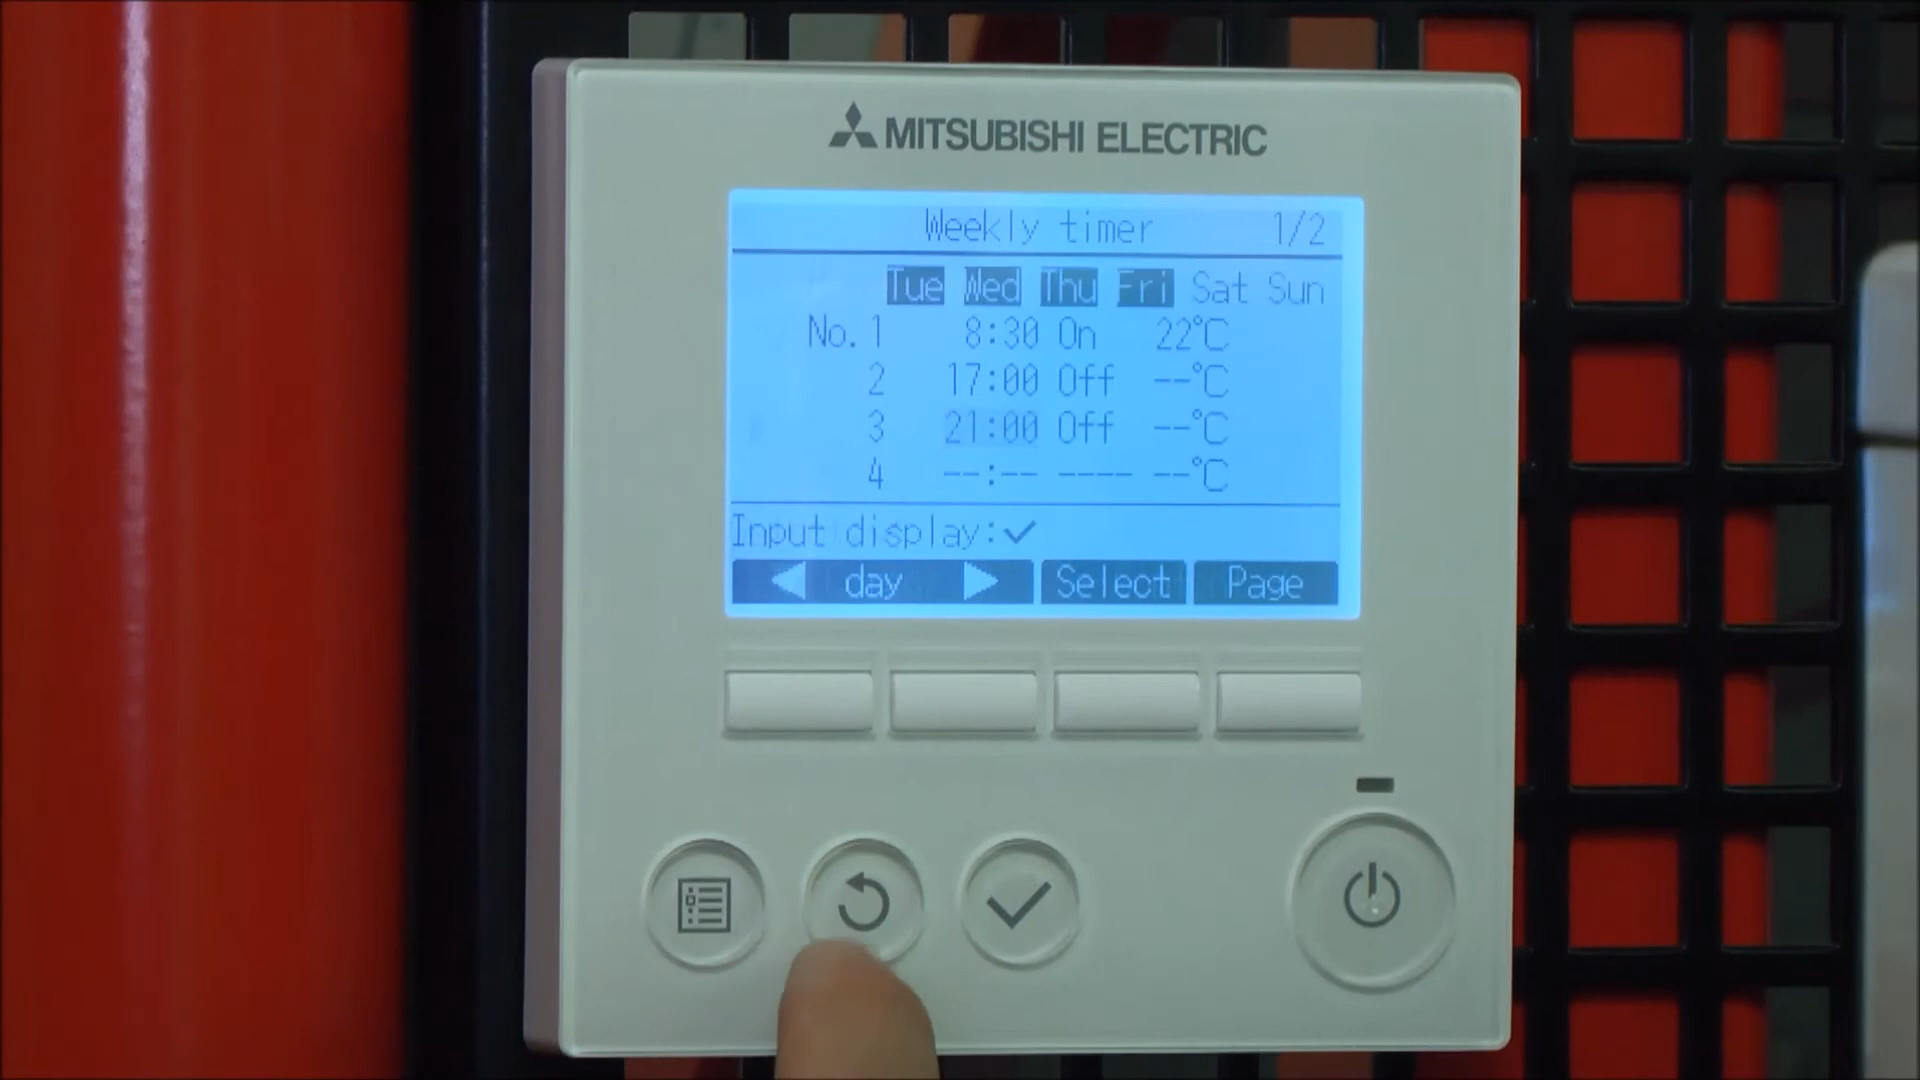 MITSUBISHI ELECTRIC
Weekly timer 1/2
Tue Wed Thu Fri Sat Sun
No. 1 8:30 On 22°C
2 17:00 Off --°C
3 21:00 Off --°C
4 --:-- ---- --°C
Input display:✓
◀ day ▶ Select Page